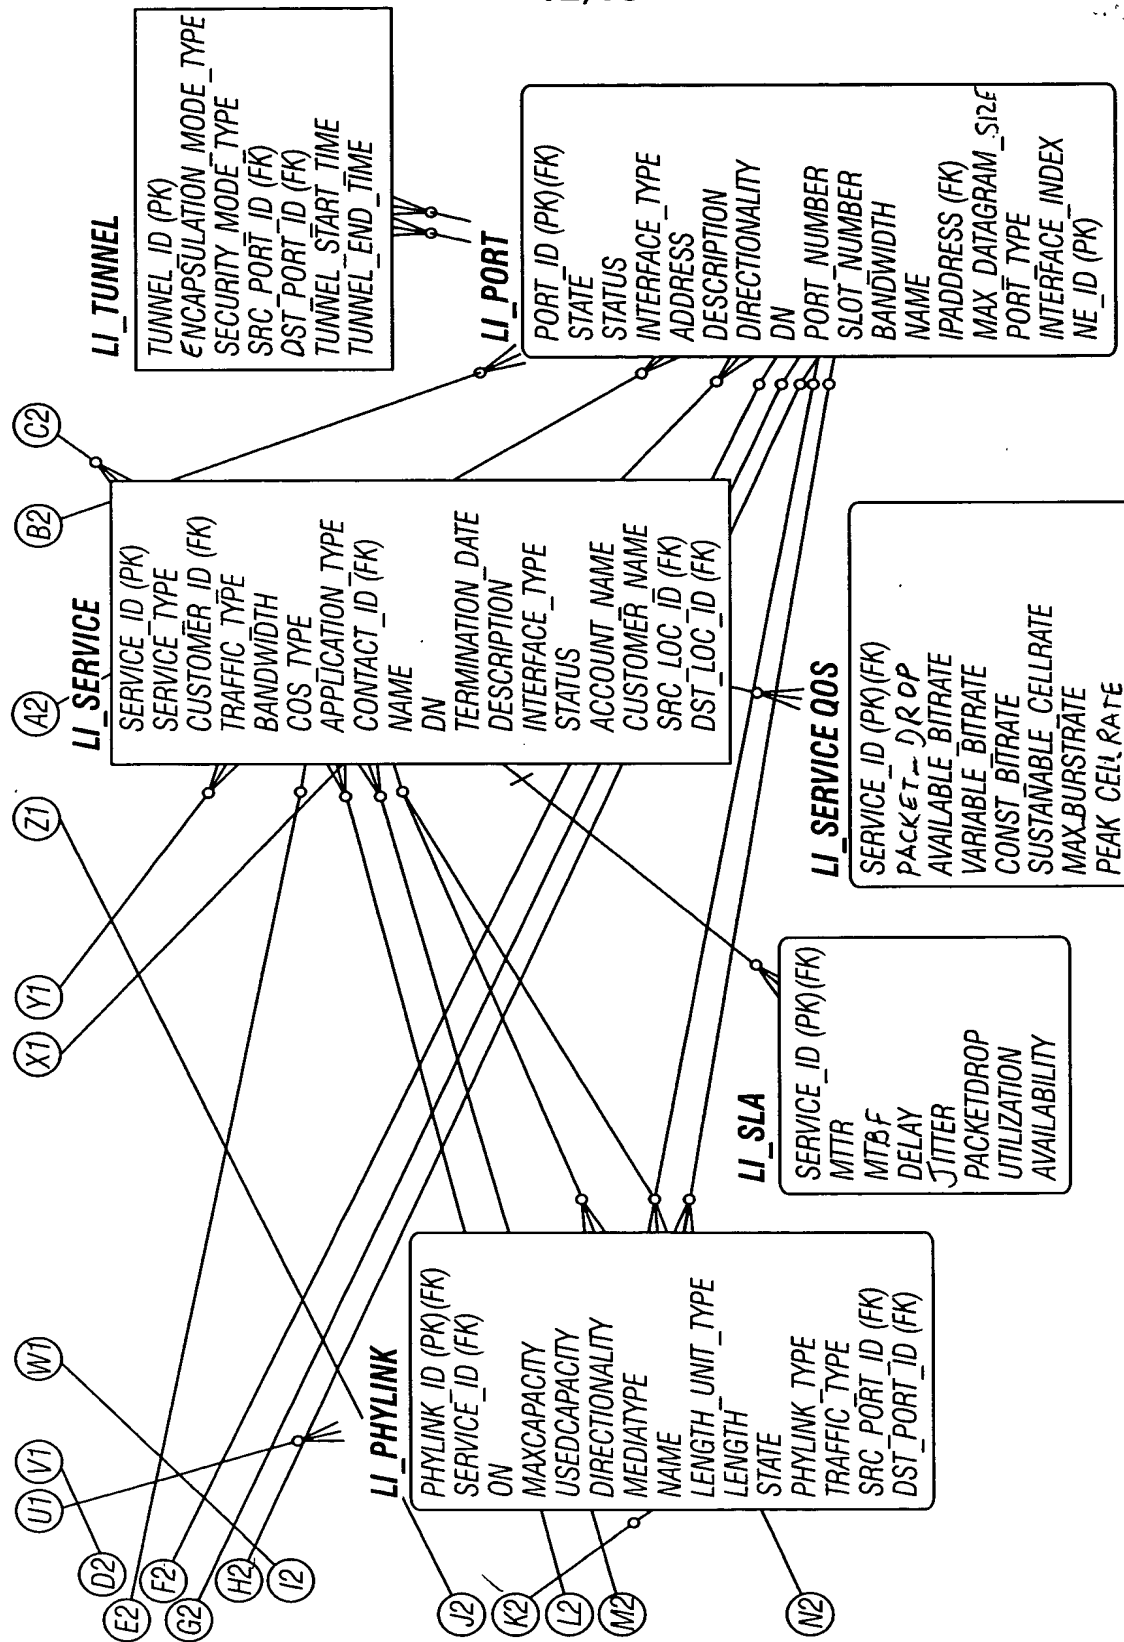 U1
V1
W1
X1
Y1
Z1
A2
B2
C2
D2
E2
F2
G2
H2
I2
J2
K2
L2
M2
N2
LI_PHYLINK
PHYLINK_ID (PK)(FK)
SERVICE_ID (FK)
ON
MAXCAPACITY
USEDCAPACITY
DIRECTIONALITY
MEDIATYPE
NAME
LENGTH_UNIT_TYPE
LENGTH
STATE
PHYLINK_TYPE
TRAFFIC_TYPE
SRC_PORT_ID (FK)
DST_PORT_ID (FK)
LI_SERVICE
SERVICE_ID (PK)
SERVICE_TYPE
CUSTOMER_ID (FK)
TRAFFIC_TYPE
BANDWIDTH
COS_TYPE
APPLICATION_TYPE
CONTACT_ID (FK)
NAME
DN
TERMINATION_DATE
DESCRIPTION
INTERFACE_TYPE
STATUS
ACCOUNT_NAME
CUSTOMER_NAME
SRC_LOC_ID (FK)
DST_LOC_ID (FK)
LI_TUNNEL
TUNNEL_ID (PK)
ENCAPSULATION_MODE_TYPE
SECURITY_MODE_TYPE
SRC_PORT_ID (FK)
DST_PORT_ID (FK)
TUNNEL_START_TIME
TUNNEL_END_TIME
LI_SLA
SERVICE_ID (PK)(FK)
MTTR
MTBF
DELAY
JITTER
PACKETDROP
UTILIZATION
AVAILABILITY
LI_SERVICE QOS
SERVICE_ID (PK)(FK)
PACKET_DROP
AVAILABLE_BITRATE
VARIABLE_BITRATE
CONST_BITRATE
SUSTANABLE_CELLRATE
MAX.BURSTRATE
PEAK CELLRATE
LI_PORT
PORT_ID (PK)(FK)
STATE
STATUS
INTERFACE_TYPE
ADDRESS
DESCRIPTION
DIRECTIONALITY
DN
PORT_NUMBER
SLOT_NUMBER
BANDWIDTH
NAME
IPADDRESS (FK)
MAX_DATAGRAM_SIZE
PORT_TYPE
INTERFACE_INDEX
NE_ID (PK)